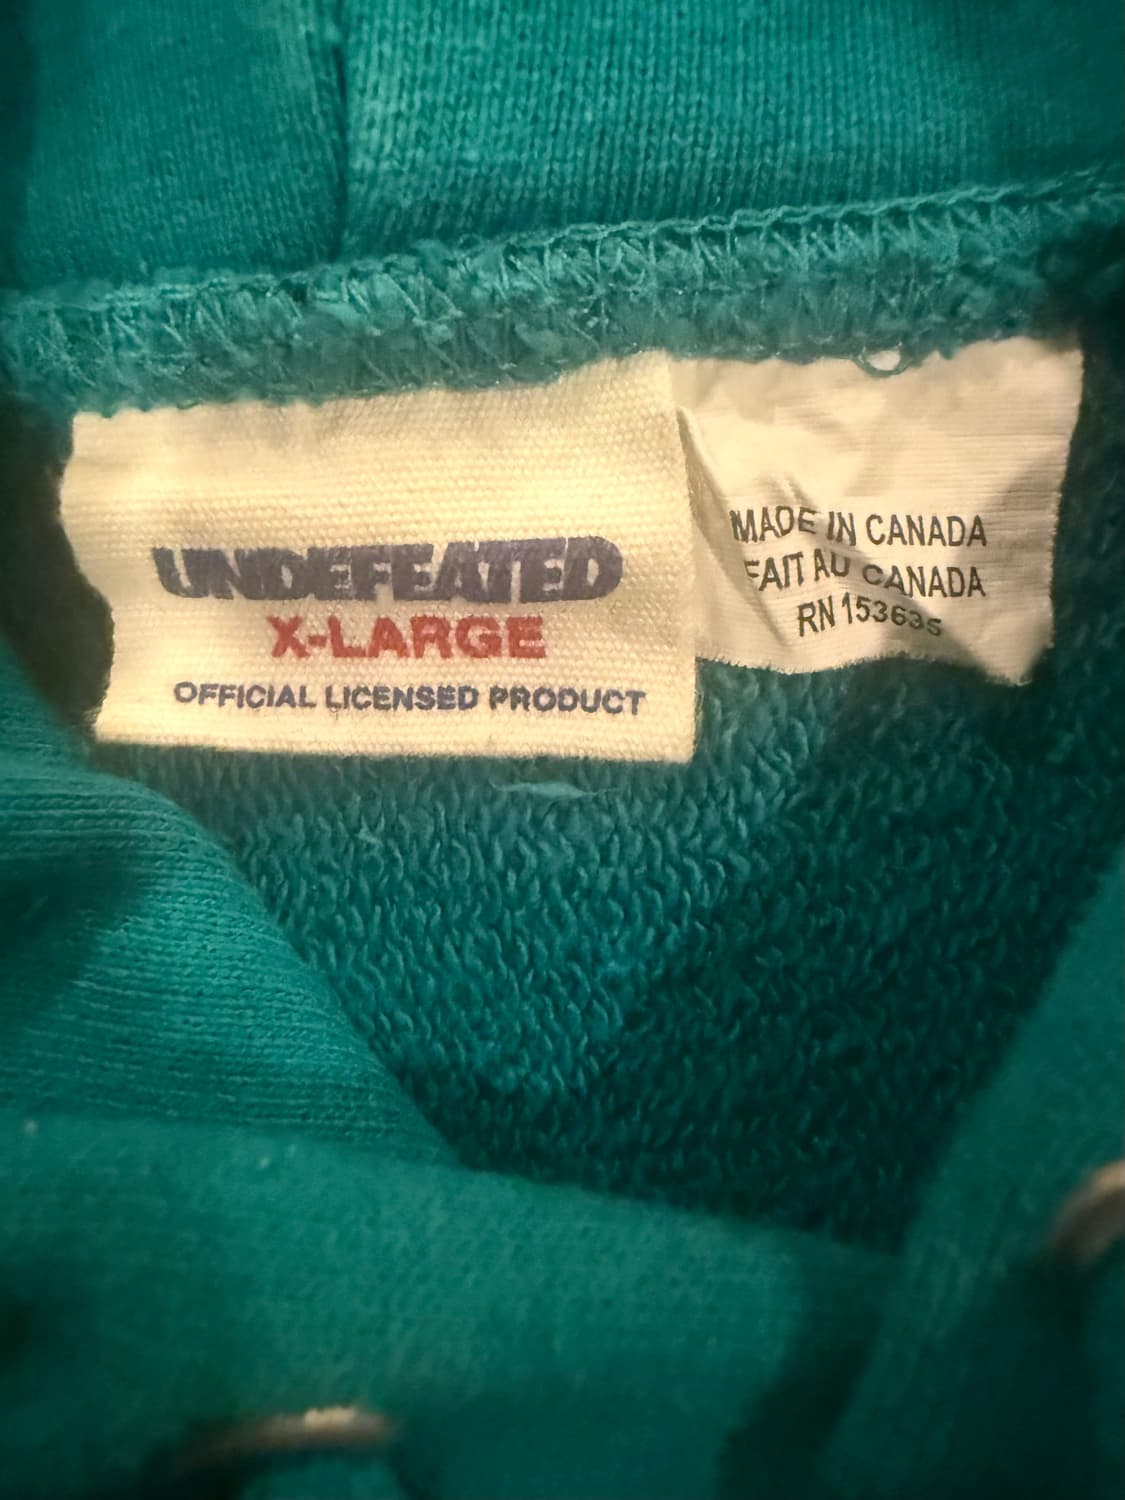 UNDEFEATED
X-LARGE
OFFICIAL LICENSED PRODUCT
MADE IN CANADA
FAIT AU CANADA
RN 153635